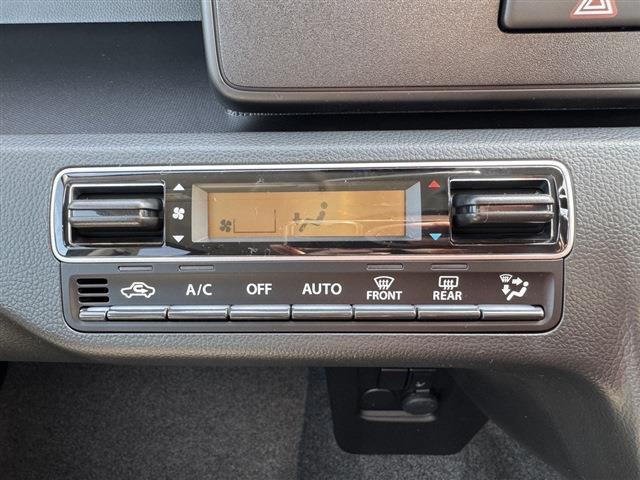 A/C OFF AUTO FRONT REAR